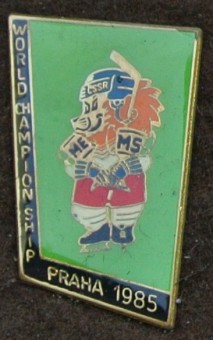 WORLD CHAMPIONSHIP
ČSSR
ME MS
PRAHA 1985